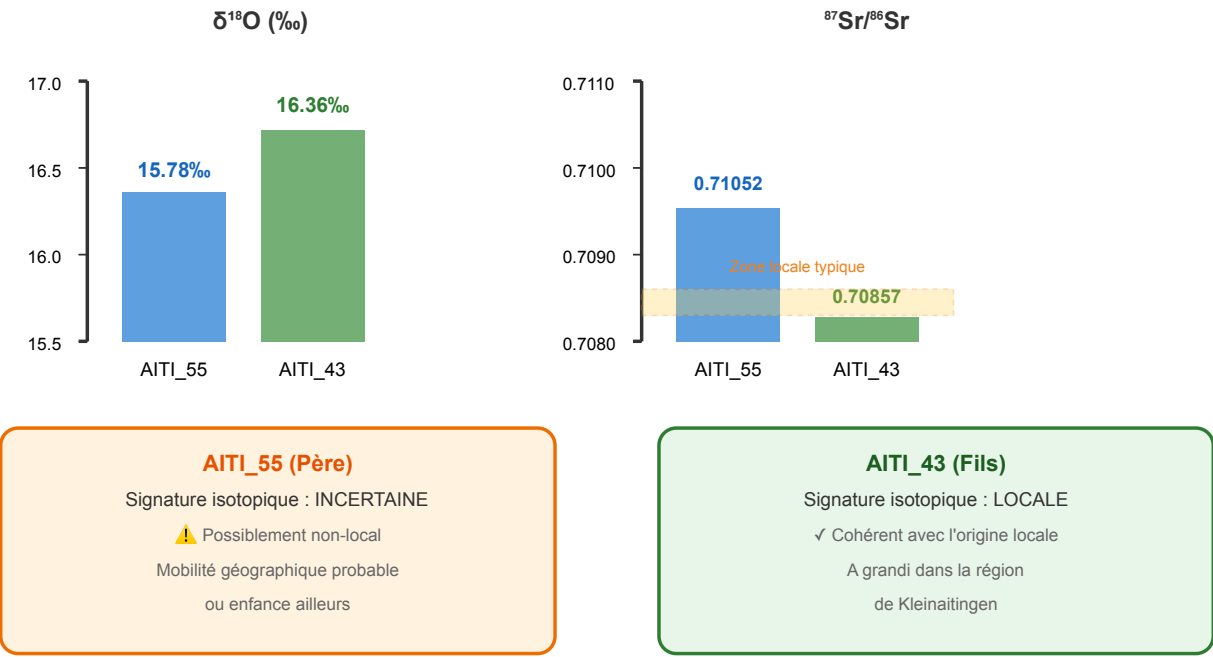 δ¹⁸O (‰)
17.0
16.5
16.0
15.5
15.78‰
16.36‰
AITI_55
AITI_43
⁸⁷Sr/⁸⁶Sr
0.7110
0.7100
0.7090
0.7080
0.71052
Zone locale typique
0.70857
AITI_55
AITI_43
AITI_55 (Père)
Signature isotopique : INCERTAINE
⚠️ Possiblement non-local
Mobilité géographique probable
ou enfance ailleurs
AITI_43 (Fils)
Signature isotopique : LOCALE
✓ Cohérent avec l'origine locale
A grandi dans la région
de Kleinaitingen